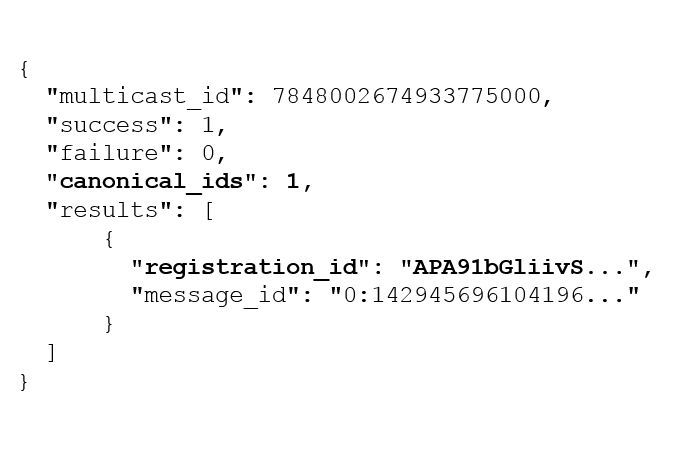 {
"multicast_id": 7848002674933775000,
"success": 1,
"failure": 0,
"canonical_ids": 1,
"results": [
{
"registration_id": "APA91bGliivS...",
"message_id": "0:142945696104196..."
}
]
}